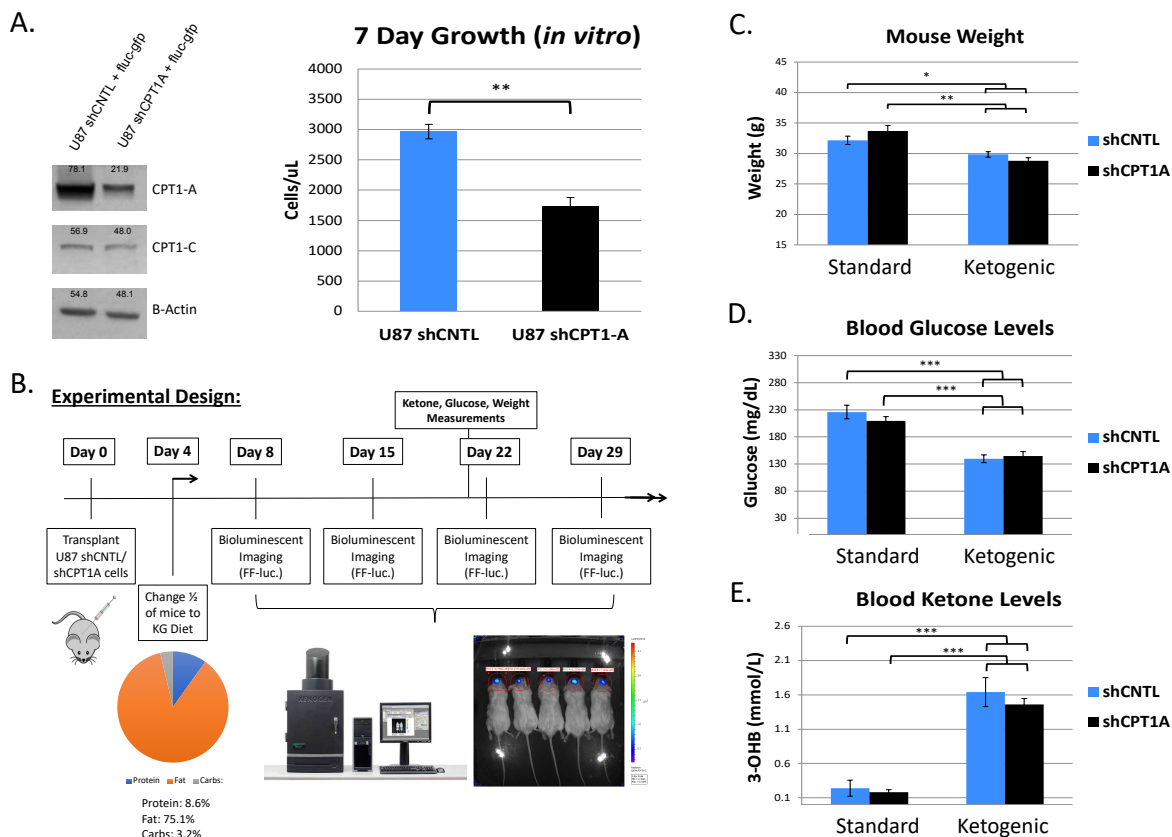 A.
U87 shCNTL + fluc-gfp
U87 shCPT1A + fluc-gfp
78.1 21.9
CPT1-A
56.9 48.0
CPT1-C
54.8 48.1
B-Actin
7 Day Growth (in vitro)
Cells/uL
4000
3500
3000
2500
2000
1500
1000
500
0
**
U87 shCNTL U87 shCPT1-A
B.
Experimental Design:
Ketone, Glucose, Weight
Measurements
Day 0 Day 4 Day 8 Day 15 Day 22 Day 29
Transplant
U87 shCNTL/
shCPT1A cells
Change ½
of mice to
KG Diet
Bioluminescent
Imaging
(FF-luc.)
Bioluminescent
Imaging
(FF-luc.)
Bioluminescent
Imaging
(FF-luc.)
Bioluminescent
Imaging
(FF-luc.)
Protein Fat Carbs:
Protein: 8.6%
Fat: 75.1%
Carbs: 3.2%
XENOGEN
C.
Mouse Weight
Weight (g)
45
40
35
30
25
20
15
*
**
Standard Ketogenic
shCNTL
shCPT1A
D.
Blood Glucose Levels
Glucose (mg/dL)
330
280
230
180
130
80
30
***
***
Standard Ketogenic
shCNTL
shCPT1A
E.
Blood Ketone Levels
3-OHB (mmol/L)
2.6
2.1
1.6
1.1
0.6
0.1
***
***
Standard Ketogenic
shCNTL
shCPT1A